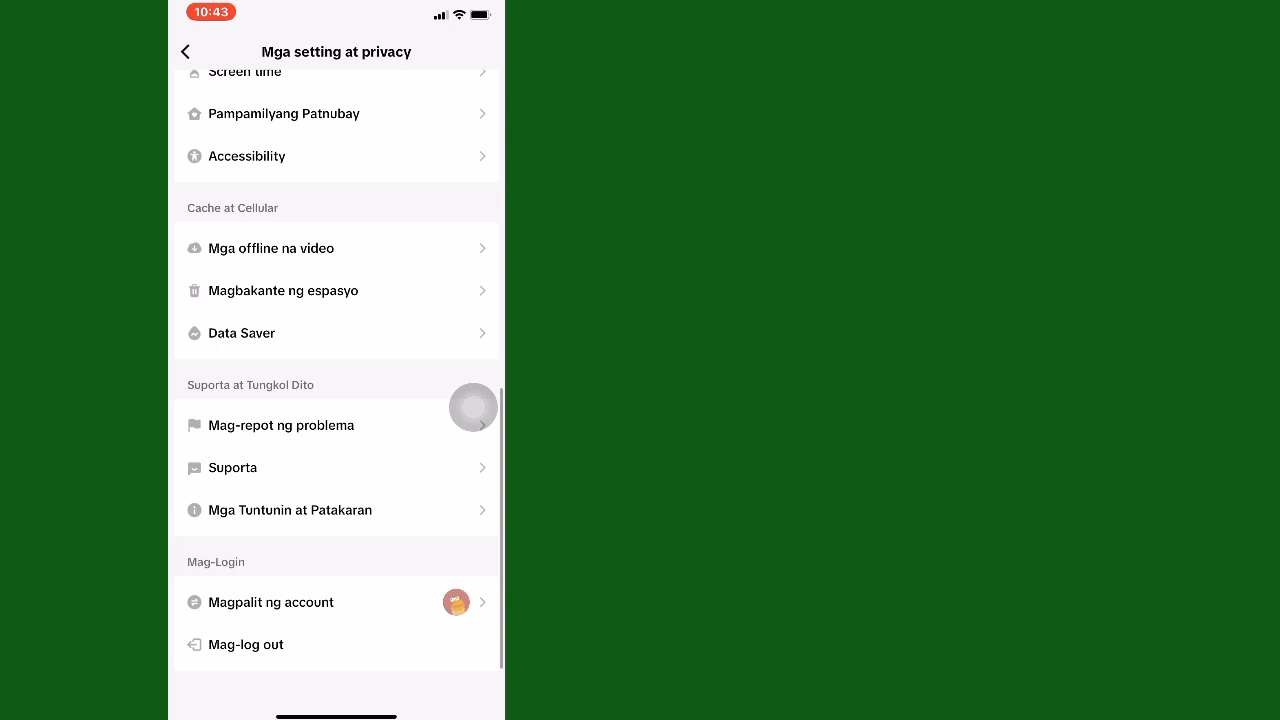 10:43
Mga setting at privacy
Screen time
Pampamilyang Patnubay
Accessibility
Cache at Cellular
Mga offline na video
Magbakante ng espasyo
Data Saver
Suporta at Tungkol Dito
Mag-repot ng problema
Suporta
Mga Tuntunin at Patakaran
Mag-Login
Magpalit ng account
Mag-log out